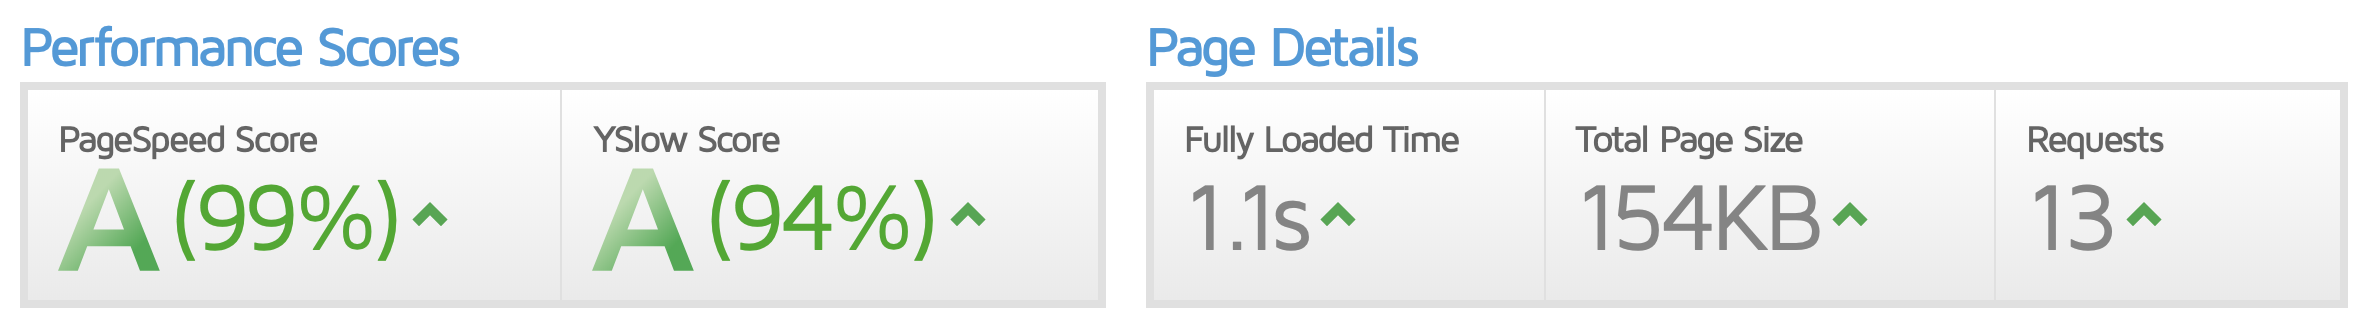 Performance Scores
PageSpeed Score
A (99%)
YSlow Score
A (94%)
Page Details
Fully Loaded Time
1.1s
Total Page Size
154KB
Requests
13